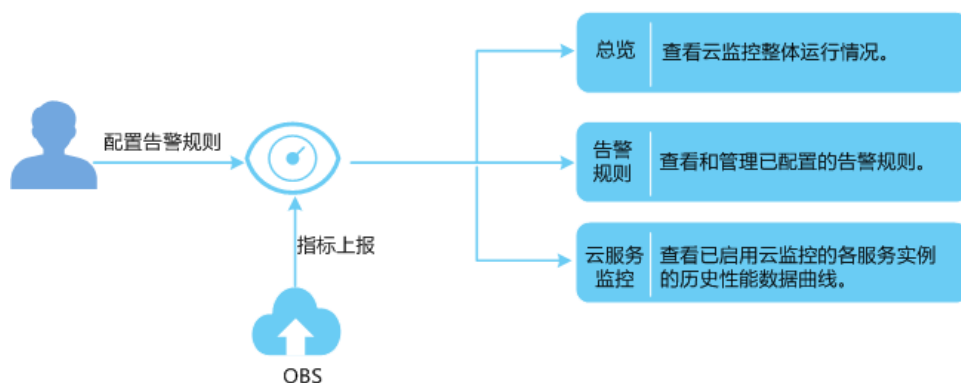 总览
查看云监控整体运行情况。
配置告警规则
告警
规则
查看和管理已配置的告警规则。
指标上报
云服务
监控
查看已启用云监控的各服务实例
的历史性能数据曲线。
OBS